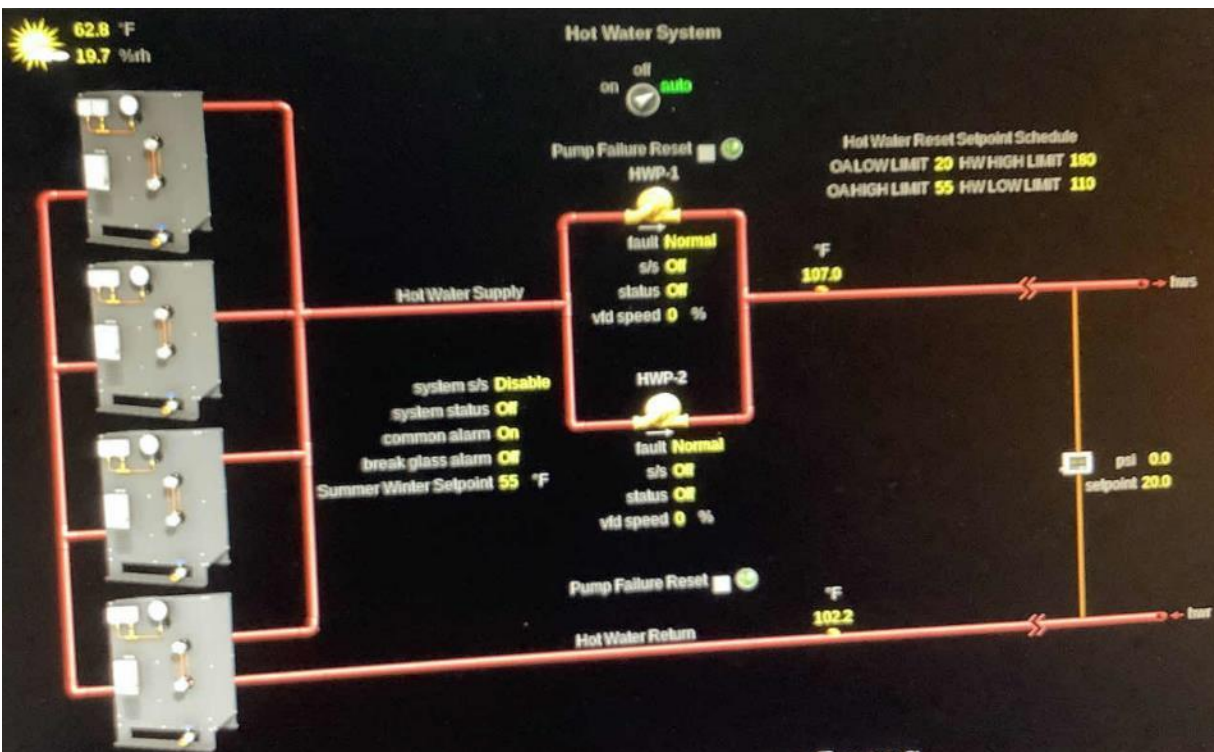 62.8 °F
19.7 %rh
Hot Water System
off
on auto
Pump Failure Reset
HWP-1
fault Normal
s/s Off
status Off
vfd speed 0 %
Hot Water Reset Setpoint Schedule
OA LOW LIMIT 20 HW HIGH LIMIT 180
OA HIGH LIMIT 55 HW LOW LIMIT 110
°F
107.0
hws
Hot Water Supply
system s/s Disable
system status Off
common alarm On
break glass alarm Off
Summer Winter Setpoint 55 °F
HWP-2
fault Normal
s/s Off
status Off
vfd speed 0 %
psi 0.0
setpoint 20.0
Pump Failure Reset
°F
102.2
Hot Water Return
hwr